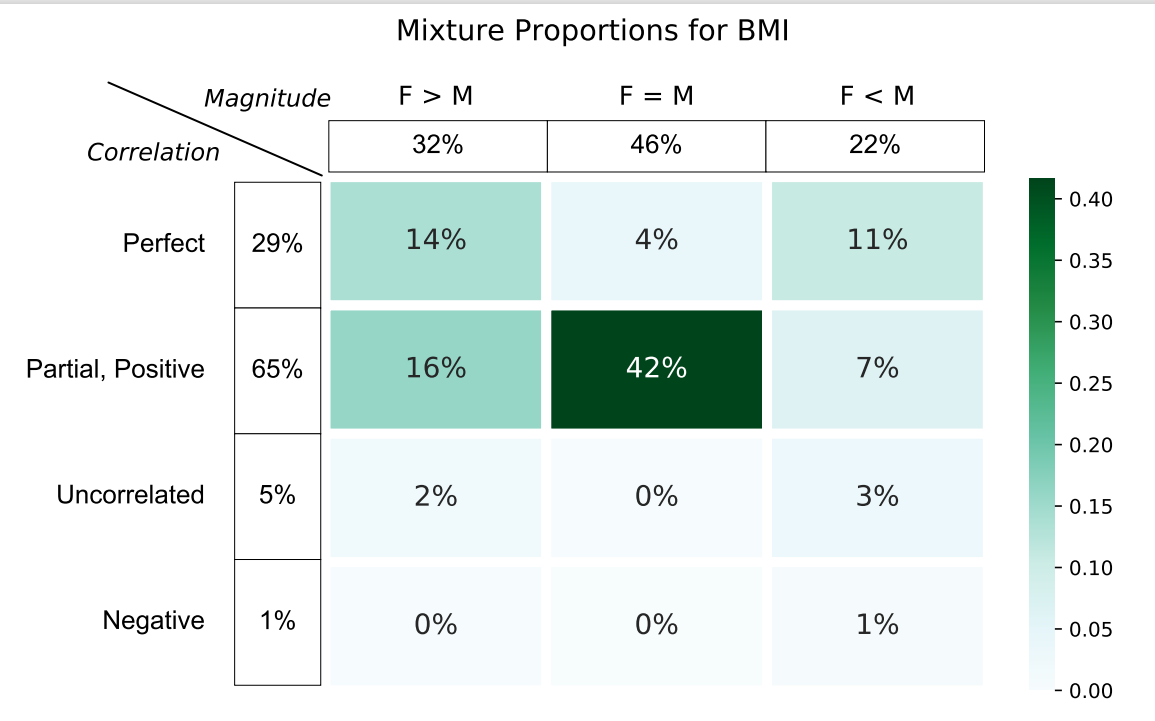 Mixture Proportions for BMI
Magnitude F > M F = M F < M
Correlation 32% 46% 22%
Perfect 29% 14% 4% 11%
Partial, Positive 65% 16% 42% 7%
Uncorrelated 5% 2% 0% 3%
Negative 1% 0% 0% 1%
0.40
0.35
0.30
0.25
0.20
0.15
0.10
0.05
0.00